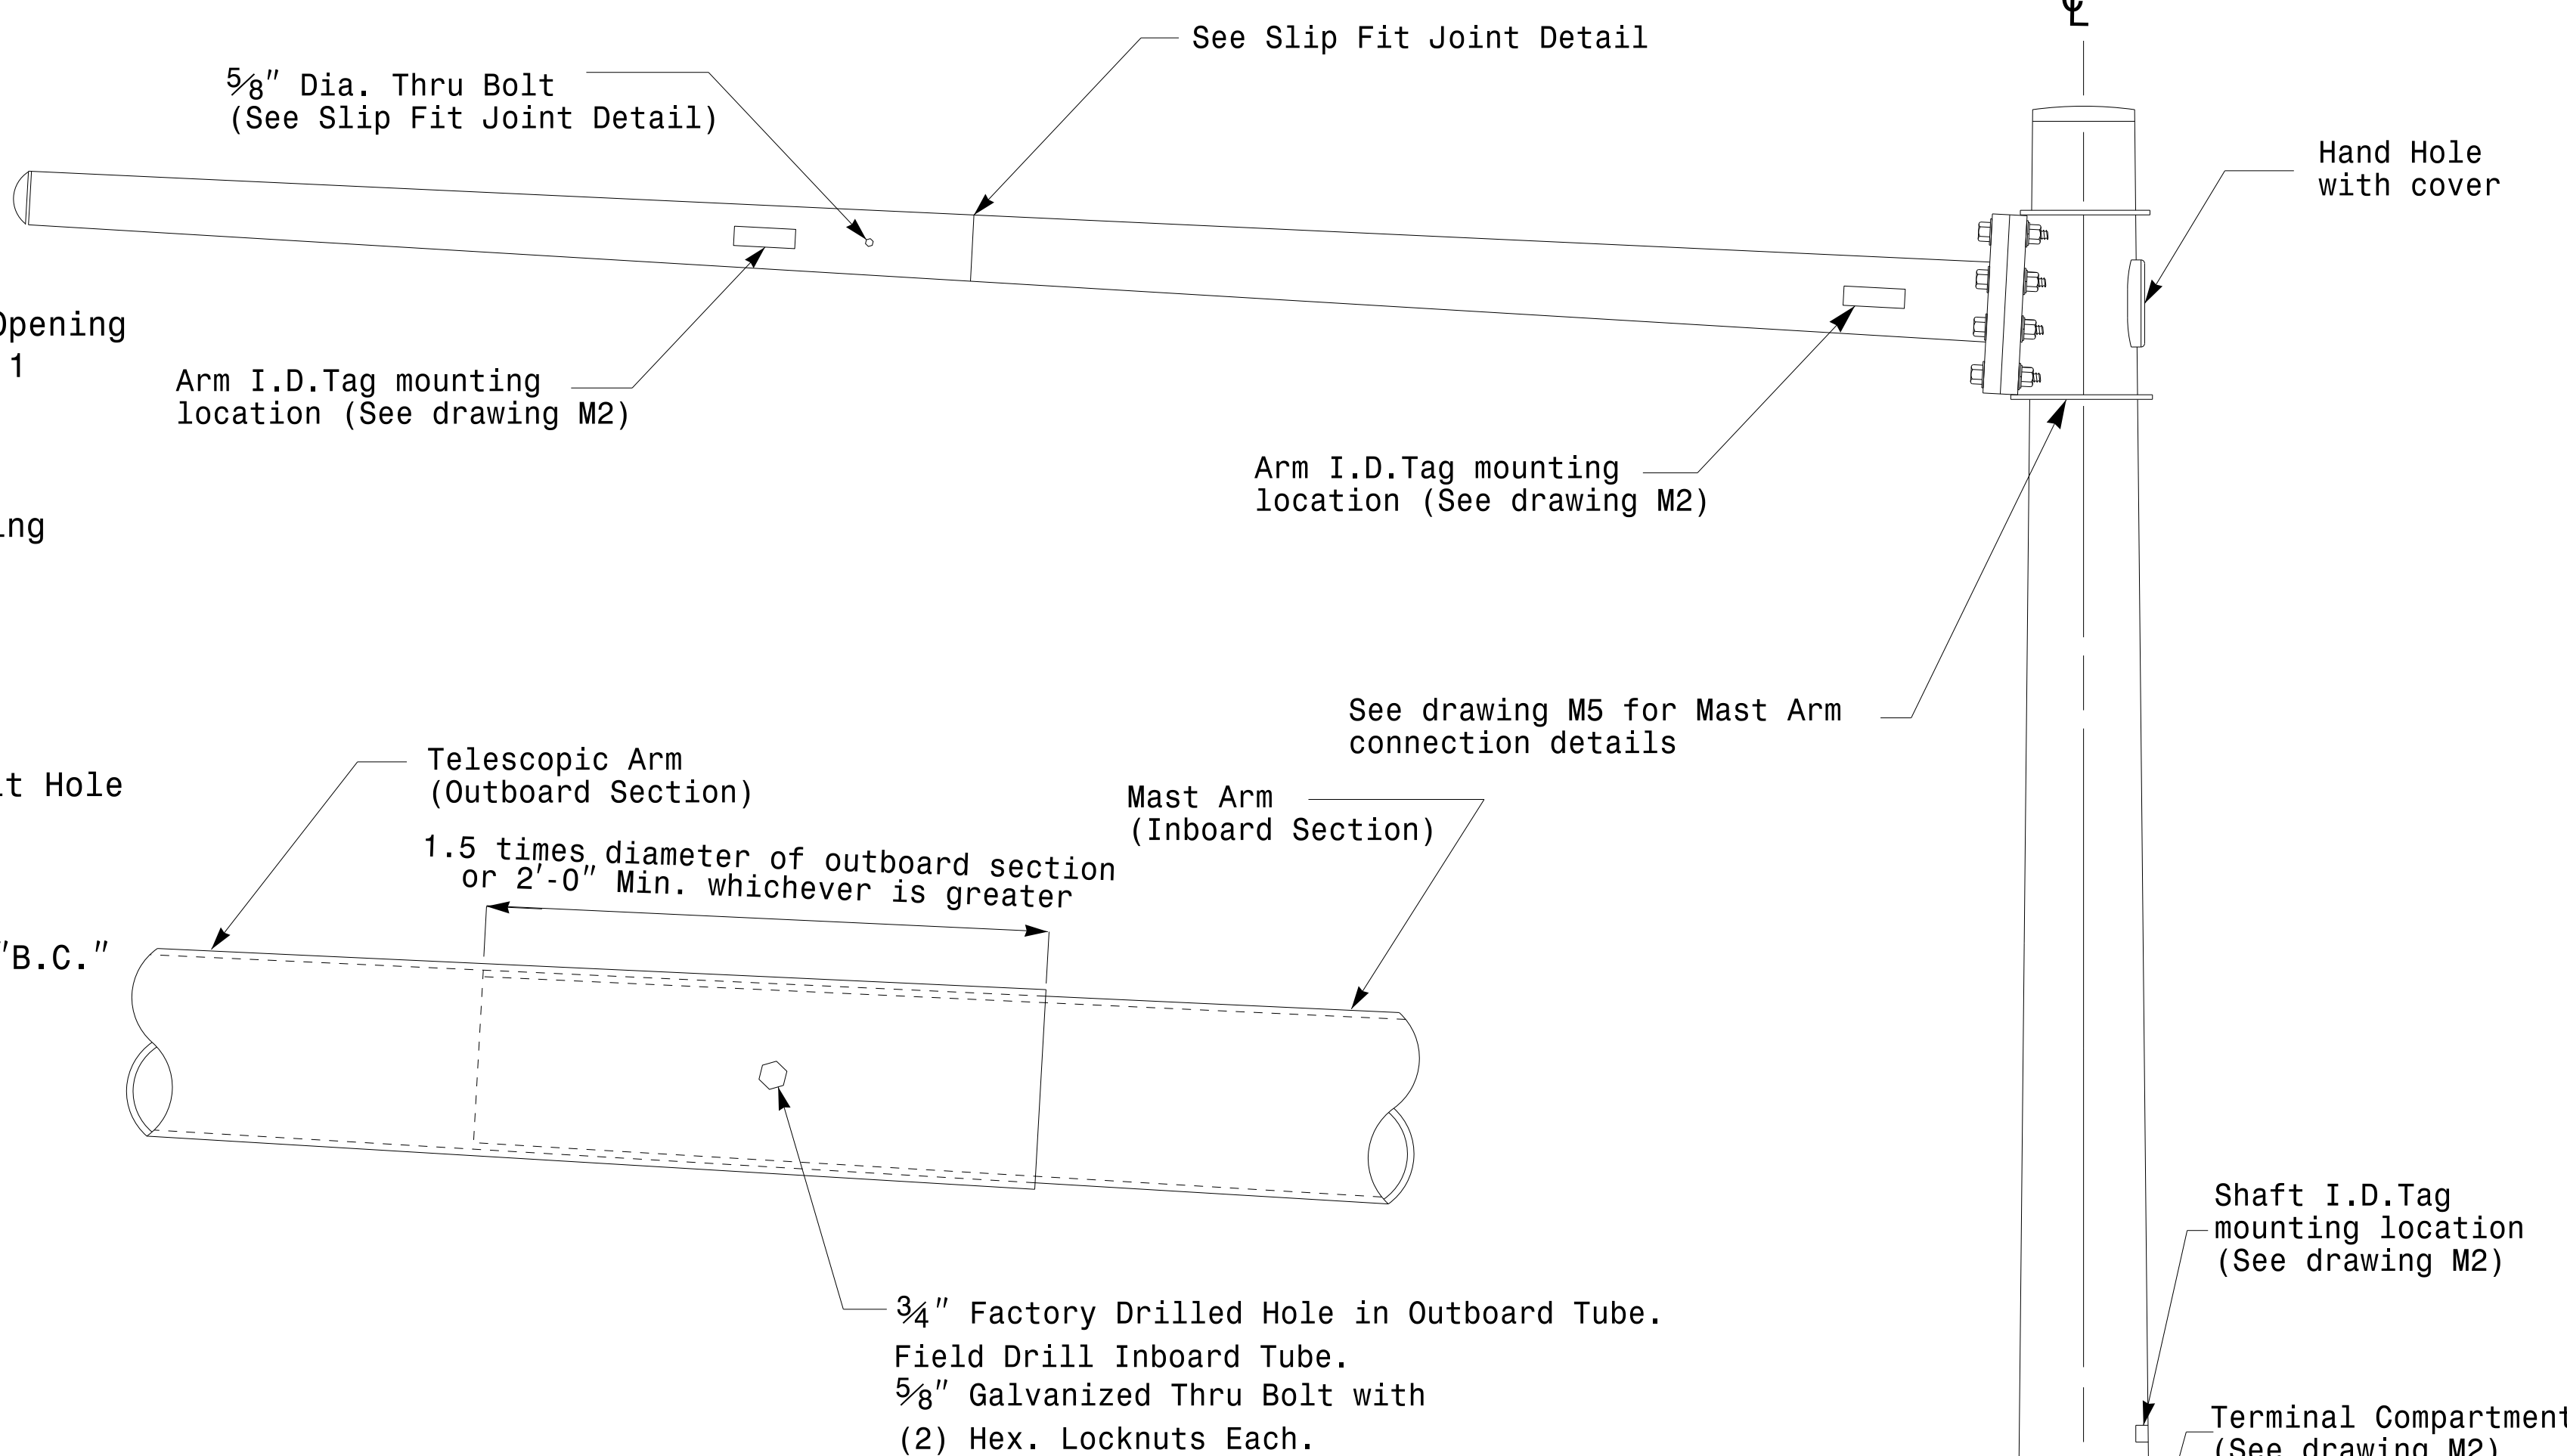 ℄
See Slip Fit Joint Detail
5/8" Dia. Thru Bolt
(See Slip Fit Joint Detail)
Hand Hole
with cover
Opening
1
Arm I.D.Tag mounting
location (See drawing M2)
Arm I.D.Tag mounting
location (See drawing M2)
See drawing M5 for Mast Arm
connection details
Telescopic Arm
(Outboard Section)
Hole
Mast Arm
(Inboard Section)
1.5 times diameter of outboard section
or 2'-0" Min. whichever is greater
"B.C."
Shaft I.D.Tag
mounting location
(See drawing M2)
3/4" Factory Drilled Hole in Outboard Tube.
Field Drill Inboard Tube.
5/8" Galvanized Thru Bolt with
(2) Hex. Locknuts Each.
Terminal Compartment
(See drawing M2)